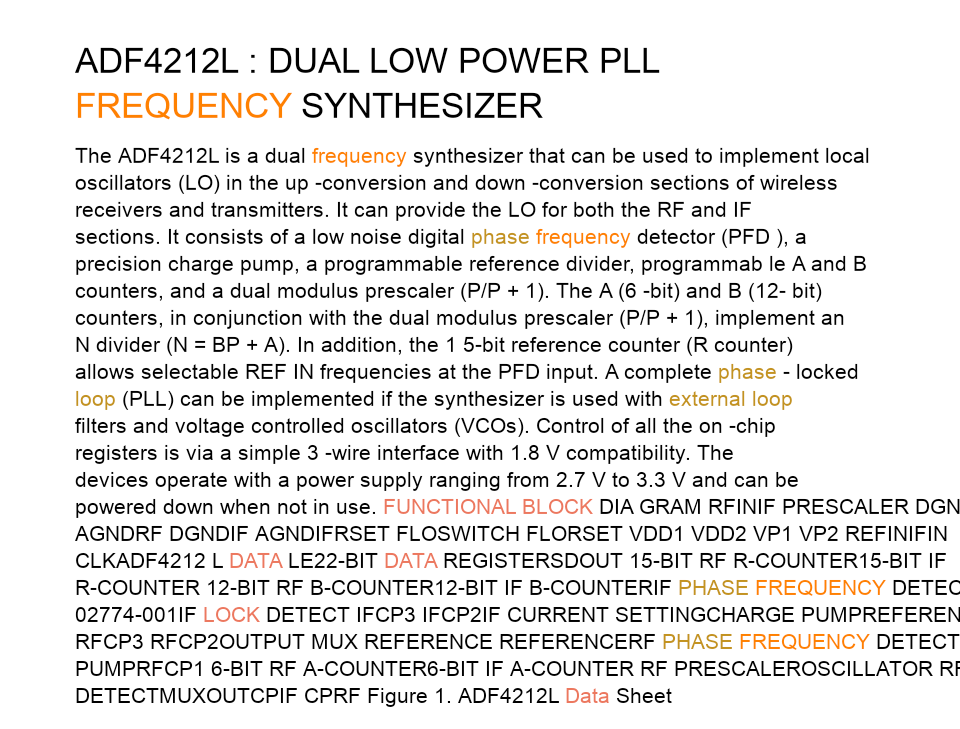 ADF4212L : DUAL LOW POWER PLL
FREQUENCY SYNTHESIZER
The ADF4212L is a dual frequency synthesizer that can be used to implement local
oscillators (LO) in the up -conversion and down -conversion sections of wireless
receivers and transmitters. It can provide the LO for both the RF and IF
sections. It consists of a low noise digital phase frequency detector (PFD ), a
precision charge pump, a programmable reference divider, programmab le A and B
counters, and a dual modulus prescaler (P/P + 1). The A (6 -bit) and B (12- bit)
counters, in conjunction with the dual modulus prescaler (P/P + 1), implement an
N divider (N = BP + A). In addition, the 1 5-bit reference counter (R counter)
allows selectable REF IN frequencies at the PFD input. A complete phase - locked
loop (PLL) can be implemented if the synthesizer is used with external loop
filters and voltage controlled oscillators (VCOs). Control of all the on -chip
registers is via a simple 3 -wire interface with 1.8 V compatibility. The
devices operate with a power supply ranging from 2.7 V to 3.3 V and can be
powered down when not in use. FUNCTIONAL BLOCK DIA GRAM RFINIF PRESCALER DGN
AGNDRF DGNDIF AGNDIFRSET FLOSWITCH FLORSET VDD1 VDD2 VP1 VP2 REFINIFIN
CLKADF4212 L DATA LE22-BIT DATA REGISTERSDOUT 15-BIT RF R-COUNTER15-BIT IF
R-COUNTER 12-BIT RF B-COUNTER12-BIT IF B-COUNTERIF PHASE FREQUENCY DETEC
02774-001IF LOCK DETECT IFCP3 IFCP2IF CURRENT SETTINGCHARGE PUMPREFEREN
RFCP3 RFCP2OUTPUT MUX REFERENCE REFERENCERF PHASE FREQUENCY DETECT
PUMPRFCP1 6-BIT RF A-COUNTER6-BIT IF A-COUNTER RF PRESCALEROSCILLATOR RF
DETECTMUXOUTCPIF CPRF Figure 1. ADF4212L Data Sheet